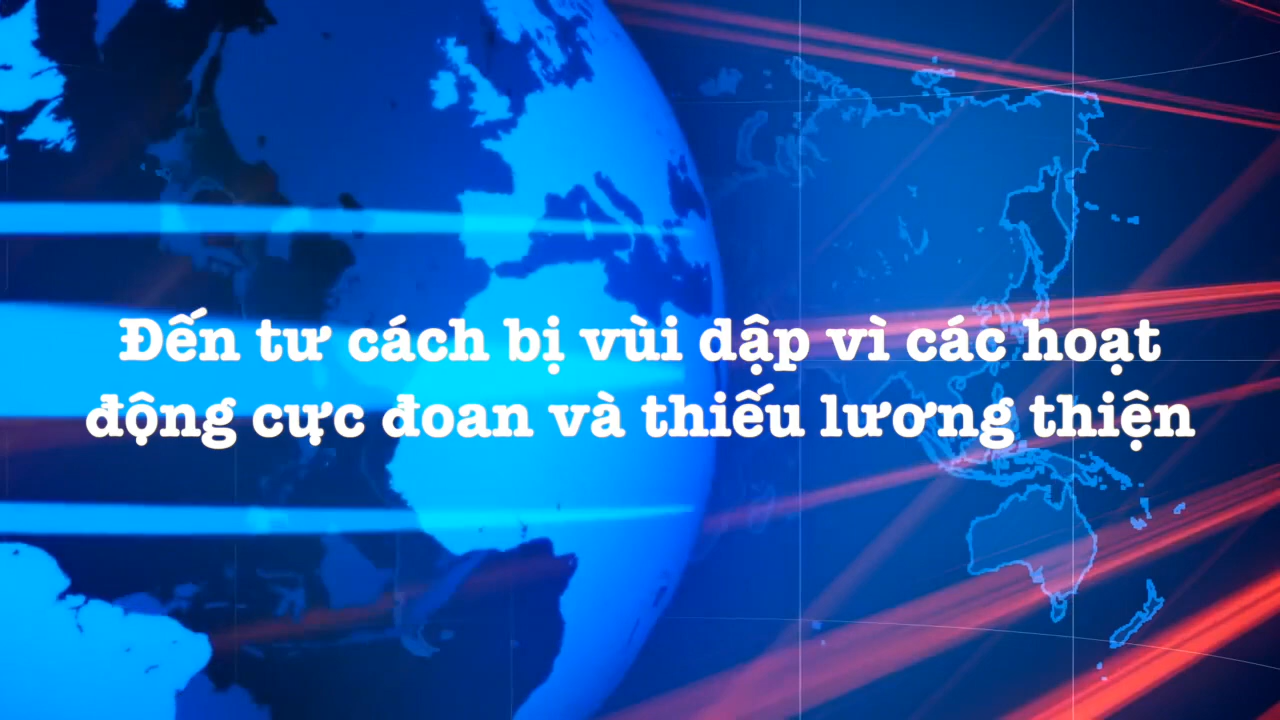 Đến tư cách bị vùi dập vì các hoạt
động cực đoan và thiếu lương thiện